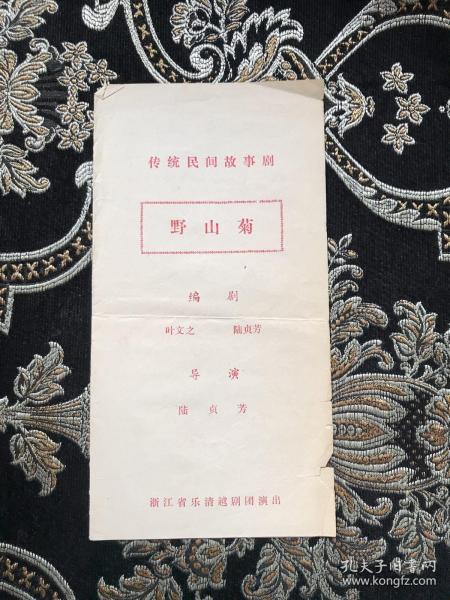 传统民间故事剧
野山菊
编剧
叶文之 陆贞芳
导演
陆贞芳
浙江省乐清越剧团演出
孔夫子旧书网
www.kongfz.com